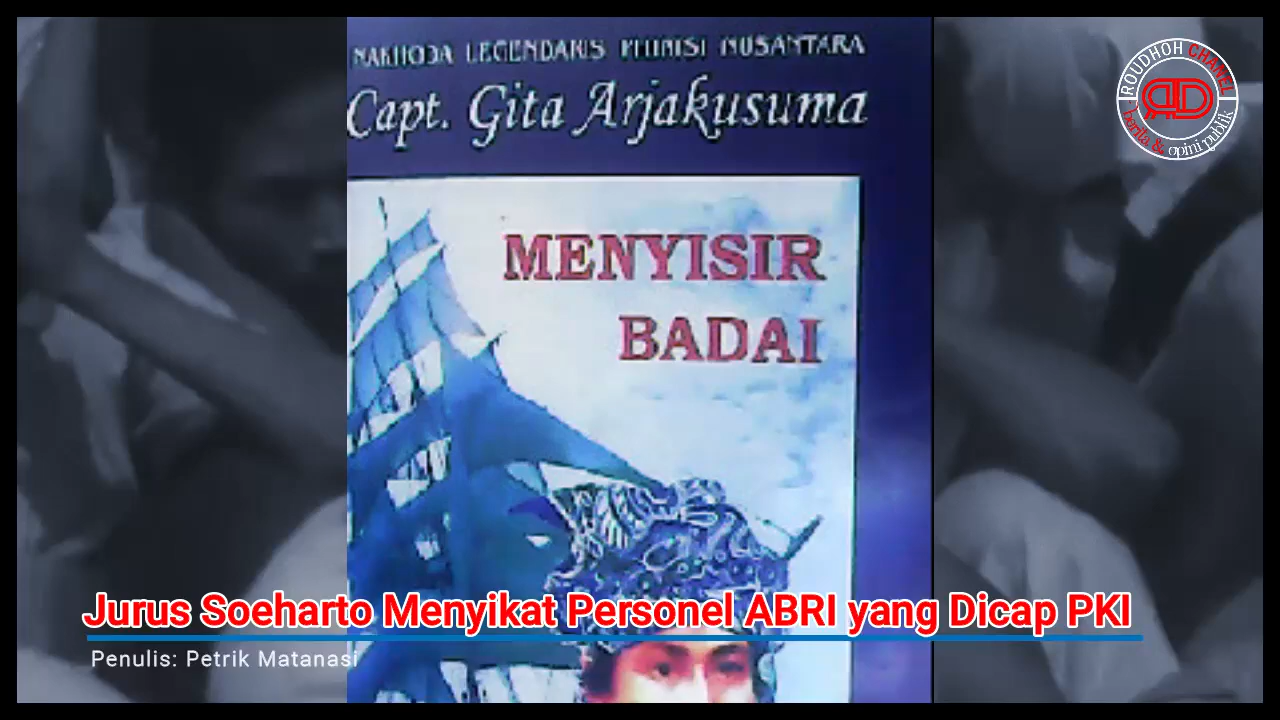 NAKHODA LEGENDARIS PHINISI NUSANTARA
Capt. Gita Arjakusuma
MENYISIR
BADAI
ROUDHOH CHANEL
berita & opini publik
Jurus Soeharto Menyikat Personel ABRI yang Dicap PKI
Penulis: Petrik Matanasi